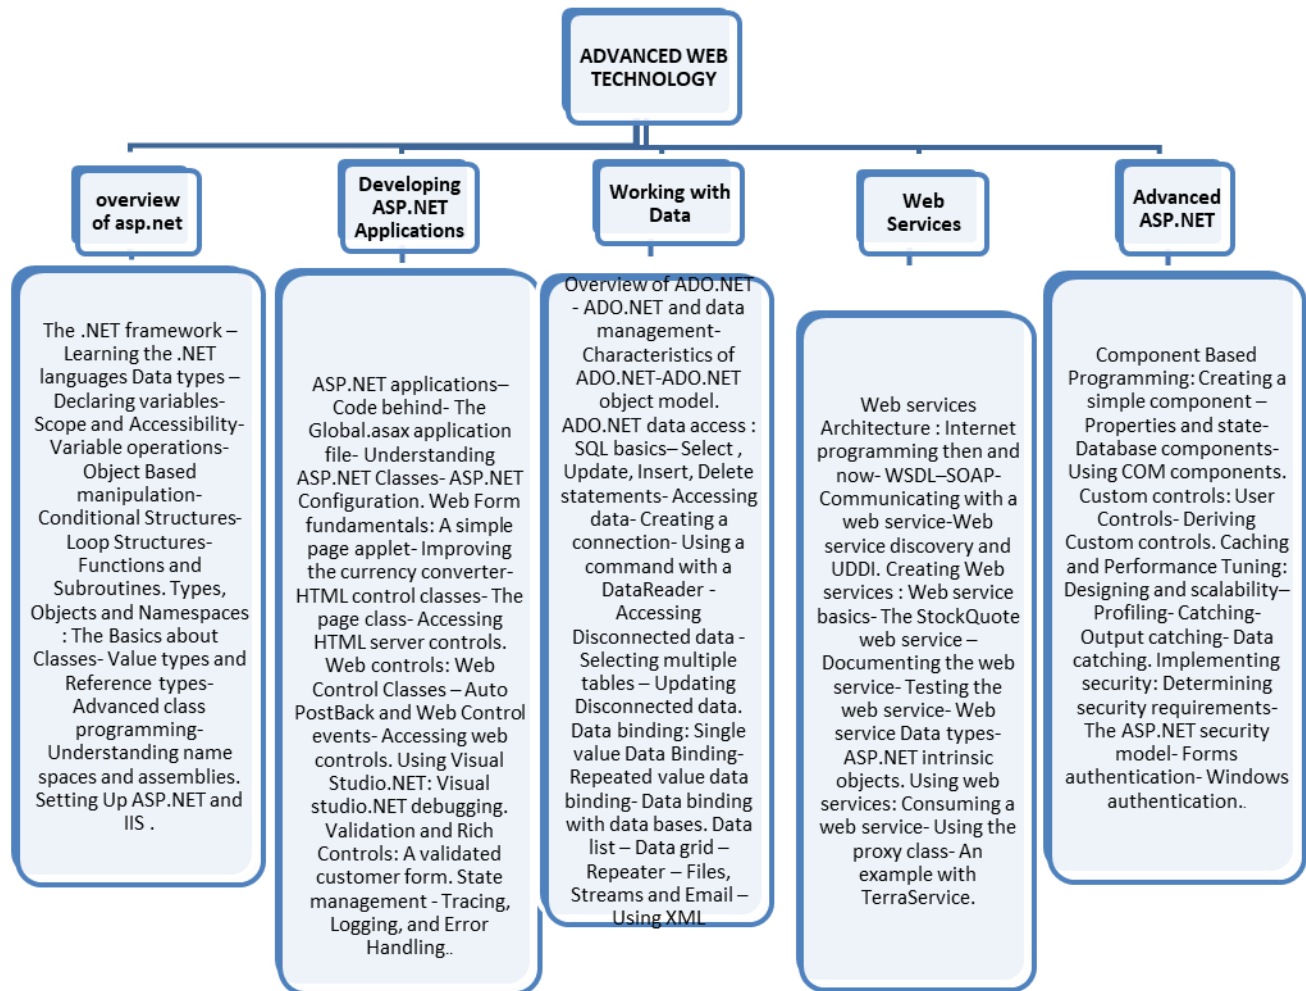 ADVANCED WEB
TECHNOLOGY
overview
of asp.net
Developing
ASP.NET
Applications
Working with
Data
Web
Services
Advanced
ASP.NET
The .NET framework –
Learning the .NET
languages Data types –
Declaring variables-
Scope and Accessibility-
Variable operations-
Object Based
manipulation-
Conditional Structures-
Loop Structures-
Functions and
Subroutines. Types,
Objects and Namespaces
: The Basics about
Classes- Value types and
Reference types-
Advanced class
programming-
Understanding name
spaces and assemblies.
Setting Up ASP.NET and
IIS .
ASP.NET applications–
Code behind- The
Global.asax application
file- Understanding
ASP.NET Classes- ASP.NET
Configuration. Web Form
fundamentals: A simple
page applet- Improving
the currency converter-
HTML control classes- The
page class- Accessing
HTML server controls.
Web controls: Web
Control Classes – Auto
PostBack and Web Control
events- Accessing web
controls. Using Visual
Studio.NET: Visual
studio.NET debugging.
Validation and Rich
Controls: A validated
customer form. State
management - Tracing,
Logging, and Error
Handling..
Overview of ADO.NET
- ADO.NET and data
management-
Characteristics of
ADO.NET-ADO.NET
object model.
ADO.NET data access :
SQL basics– Select ,
Update, Insert, Delete
statements- Accessing
data- Creating a
connection- Using a
command with a
DataReader -
Accessing
Disconnected data -
Selecting multiple
tables – Updating
Disconnected data.
Data binding: Single
value Data Binding-
Repeated value data
binding- Data binding
with data bases. Data
list – Data grid –
Repeater – Files,
Streams and Email –
Using XML
Web services
Architecture : Internet
programming then and
now- WSDL–SOAP-
Communicating with a
web service-Web
service discovery and
UDDI. Creating Web
services : Web service
basics- The StockQuote
web service –
Documenting the web
service- Testing the
web service- Web
service Data types-
ASP.NET intrinsic
objects. Using web
services: Consuming a
web service- Using the
proxy class- An
example with
TerraService.
Component Based
Programming: Creating a
simple component –
Properties and state-
Database components-
Using COM components.
Custom controls: User
Controls- Deriving
Custom controls. Caching
and Performance Tuning:
Designing and scalability–
Profiling- Catching-
Output catching- Data
catching. Implementing
security: Determining
security requirements-
The ASP.NET security
model- Forms
authentication- Windows
authentication..